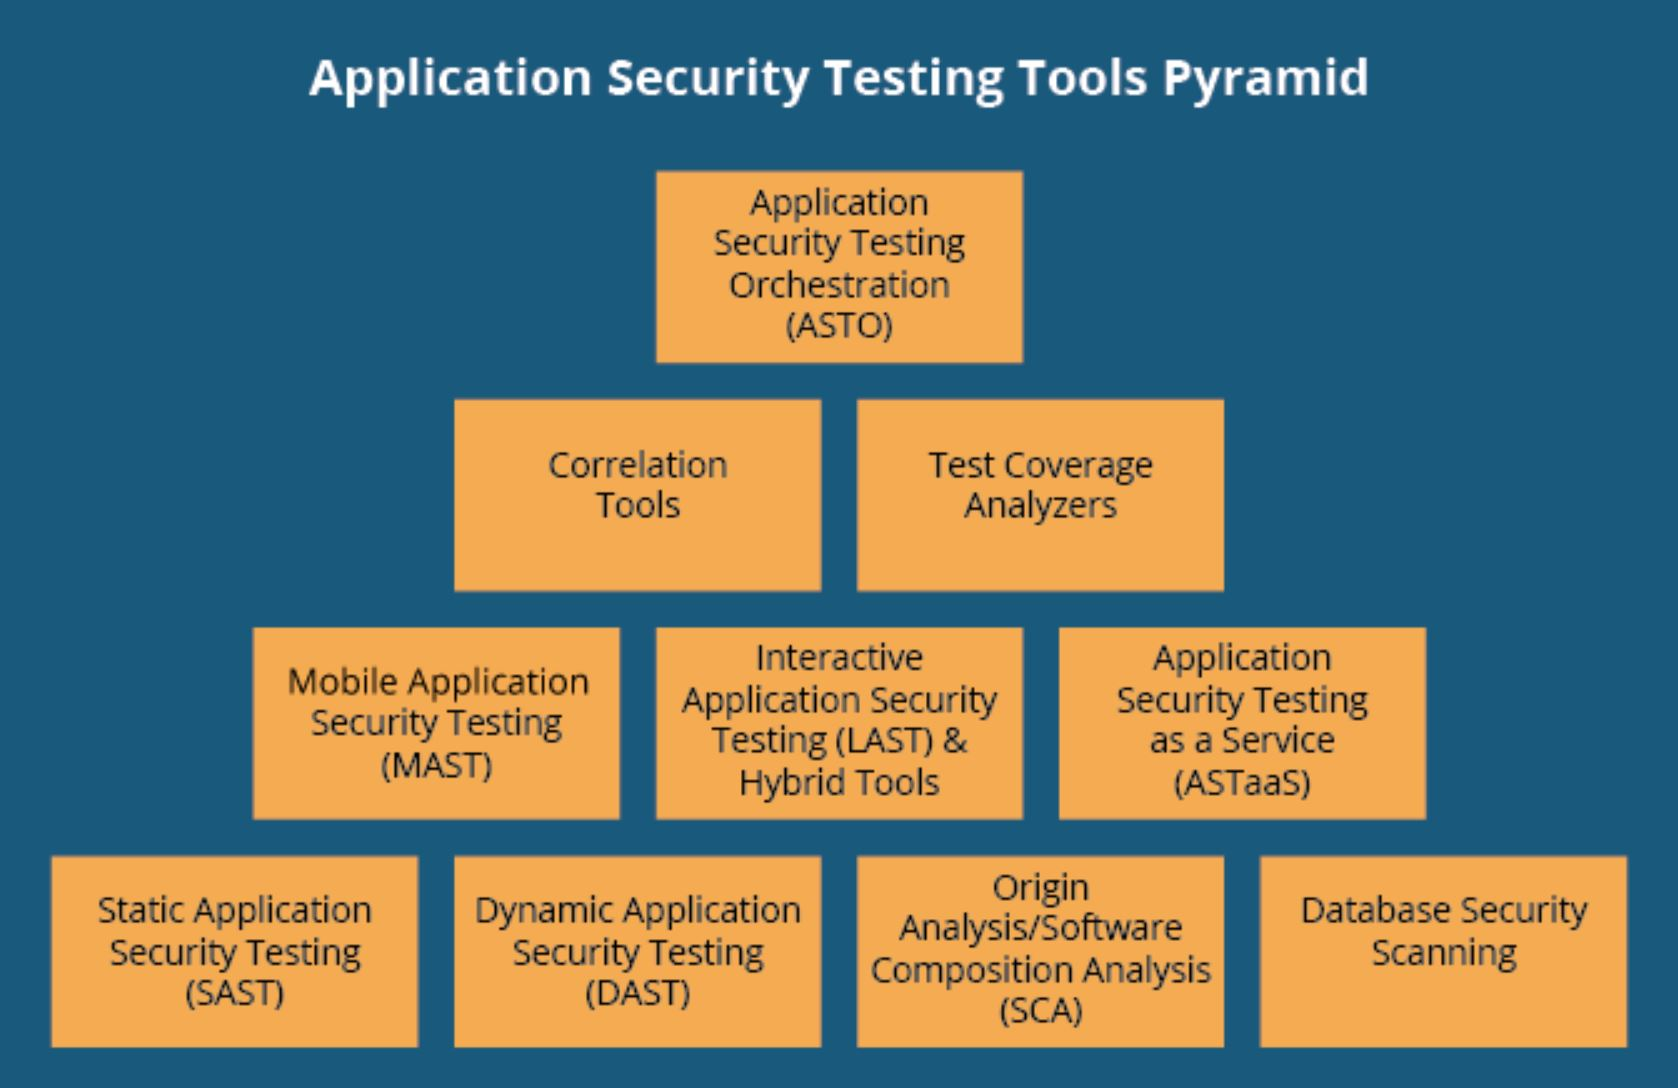 Application Security Testing Tools Pyramid
Application
Security Testing
Orchestration
(ASTO)
Correlation
Tools
Test Coverage
Analyzers
Mobile Application
Security Testing
(MAST)
Interactive
Application Security
Testing (LAST) &
Hybrid Tools
Application
Security Testing
as a Service
(ASTaaS)
Static Application
Security Testing
(SAST)
Dynamic Application
Security Testing
(DAST)
Origin
Analysis/Software
Composition Analysis
(SCA)
Database Security
Scanning